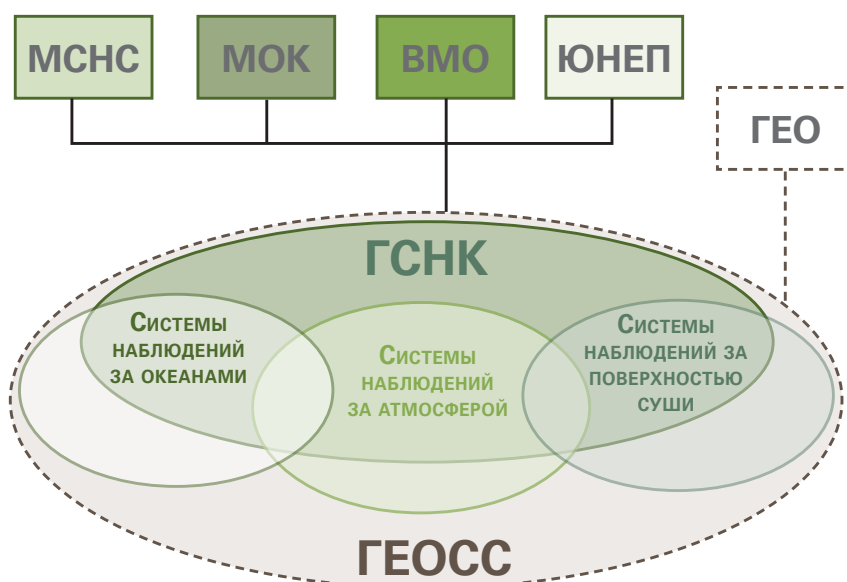 МСНС
МОК
ВМО
ЮНЕП
ГЕО
ГСНК
Системы
наблюдений
за океанами
Системы
наблюдений
за атмосферой
Системы
наблюдений за
поверхностью
суши
ГЕОСС